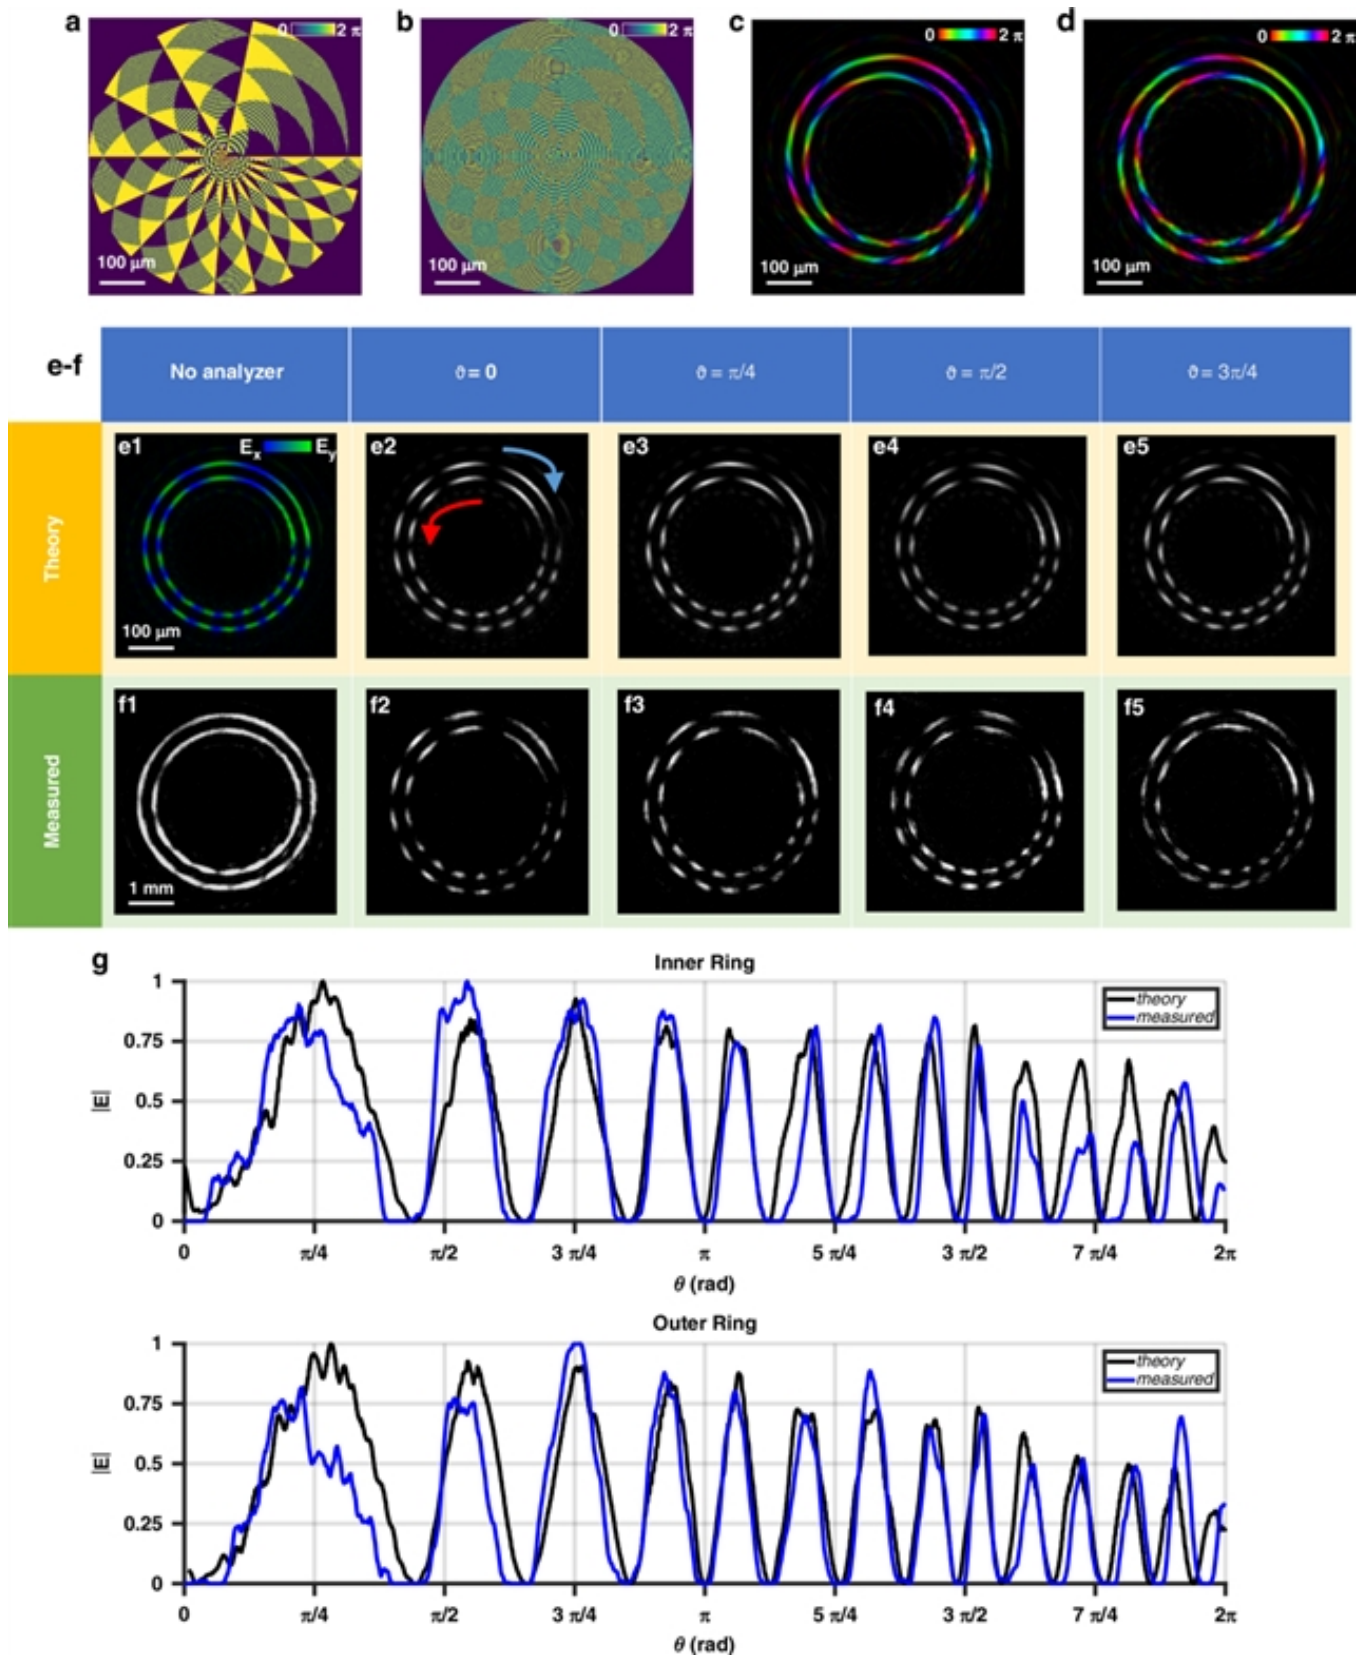 a
0 2 π
100 μm
b
0 2 π
100 μm
c
0 2 π
100 μm
d
0 2 π
100 μm
e-f
No analyzer
ϑ = 0
ϑ = π/4
ϑ = π/2
ϑ = 3π/4
Theory
e1
Ex Ey
100 μm
e2
e3
e4
e5
Measured
f1
1 mm
f2
f3
f4
f5
g
Inner Ring
theory
measured
|E|
1
0.75
0.5
0.25
0
0 π/4 π/2 3 π/4 π 5 π/4 3 π/2 7 π/4 2π
θ (rad)
Outer Ring
theory
measured
|E|
1
0.75
0.5
0.25
0
0 π/4 π/2 3 π/4 π 5 π/4 3 π/2 7 π/4 2π
θ (rad)